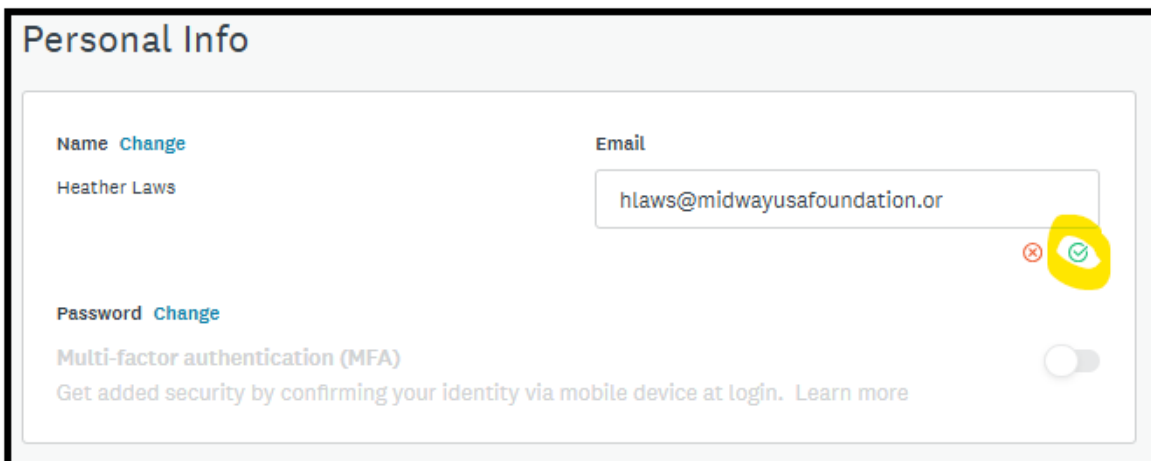 Personal Info
Name Change
Email
Heather Laws
hlaws@midwayusafoundation.or
Password Change
Multi-factor authentication (MFA)
Get added security by confirming your identity via mobile device at login. Learn more